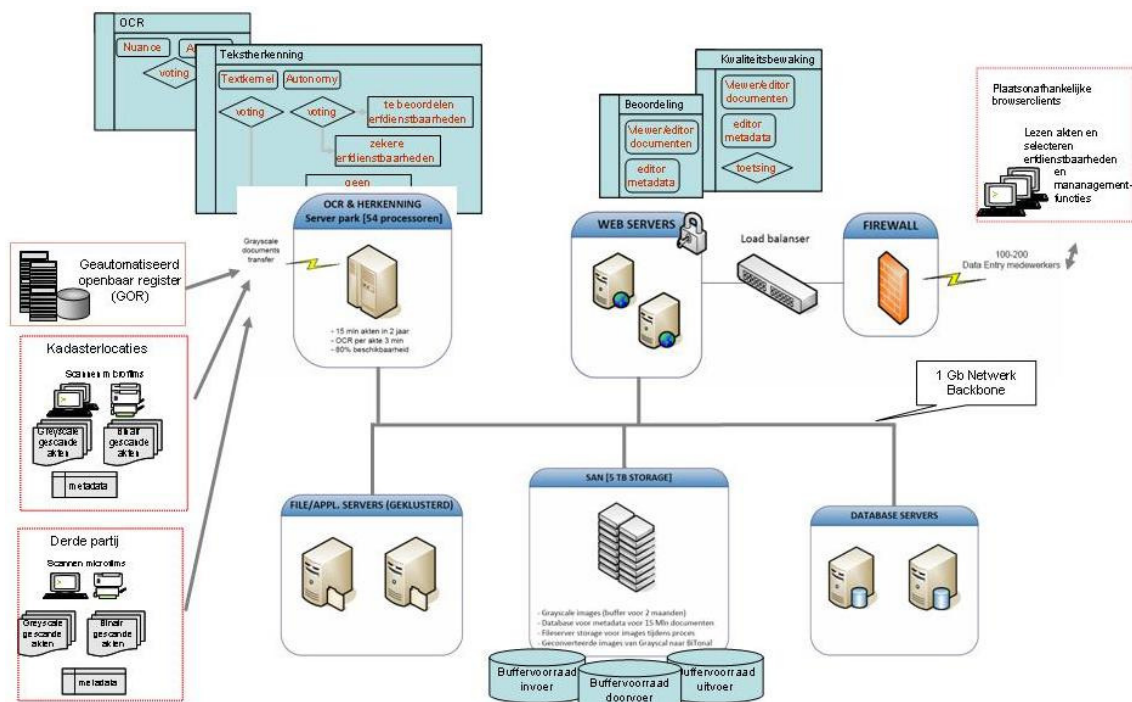 OCR
Nuance
voting
Tekstherkenning
Textkernel
Autonomy
voting
voting
te beoordelen
erfdienstbaarheden
zekere
erfdienstbaarheden
geen
Kwaliteitsbewaking
Viewer/editor
documenten
editor
metadata
toetsing
Beoordeling
Viewer/editor
documenten
editor
metadata
Plaatsonafhankelijke
browserclients
Lezen akten en
selecteren
erfdienstbaarheden
en
mananagement-
functies
OCR & HERKENNING
Server park [54 processoren]
- 15 mln akten in 2 jaar
- OCR per akte 3 min
- 80% beschikbaarheid
Grayscale
documents
transfer
WEB SERVERS
Load balanser
FIREWALL
100-200
Data Entry medewerkers
Geautomatiseerd
openbaar register
(GOR)
Kadasterlocaties
Scannen microfilms
Greyscale
gescande
akten
Binair
gescande
akten
metadata
1 Gb Netwerk
Backbone
Derde partij
Scannen microfilms
Greyscale
gescande
akten
Binair
gescande
akten
metadata
FILE/APPL. SERVERS (GEKLUSTERD)
SAN [5 TB STORAGE]
- Grayscale images (buffer voor 2 maanden)
- Database voor metadata voor 15 Mln documenten
- Fileserver storage voor images tijdens proces
- Geconverteerde images van Grayscal naar BiTonal
DATABASE SERVERS
Buffervoorraad
invoer
Buffervoorraad
doorvoer
Buffervoorraad
uitvoer